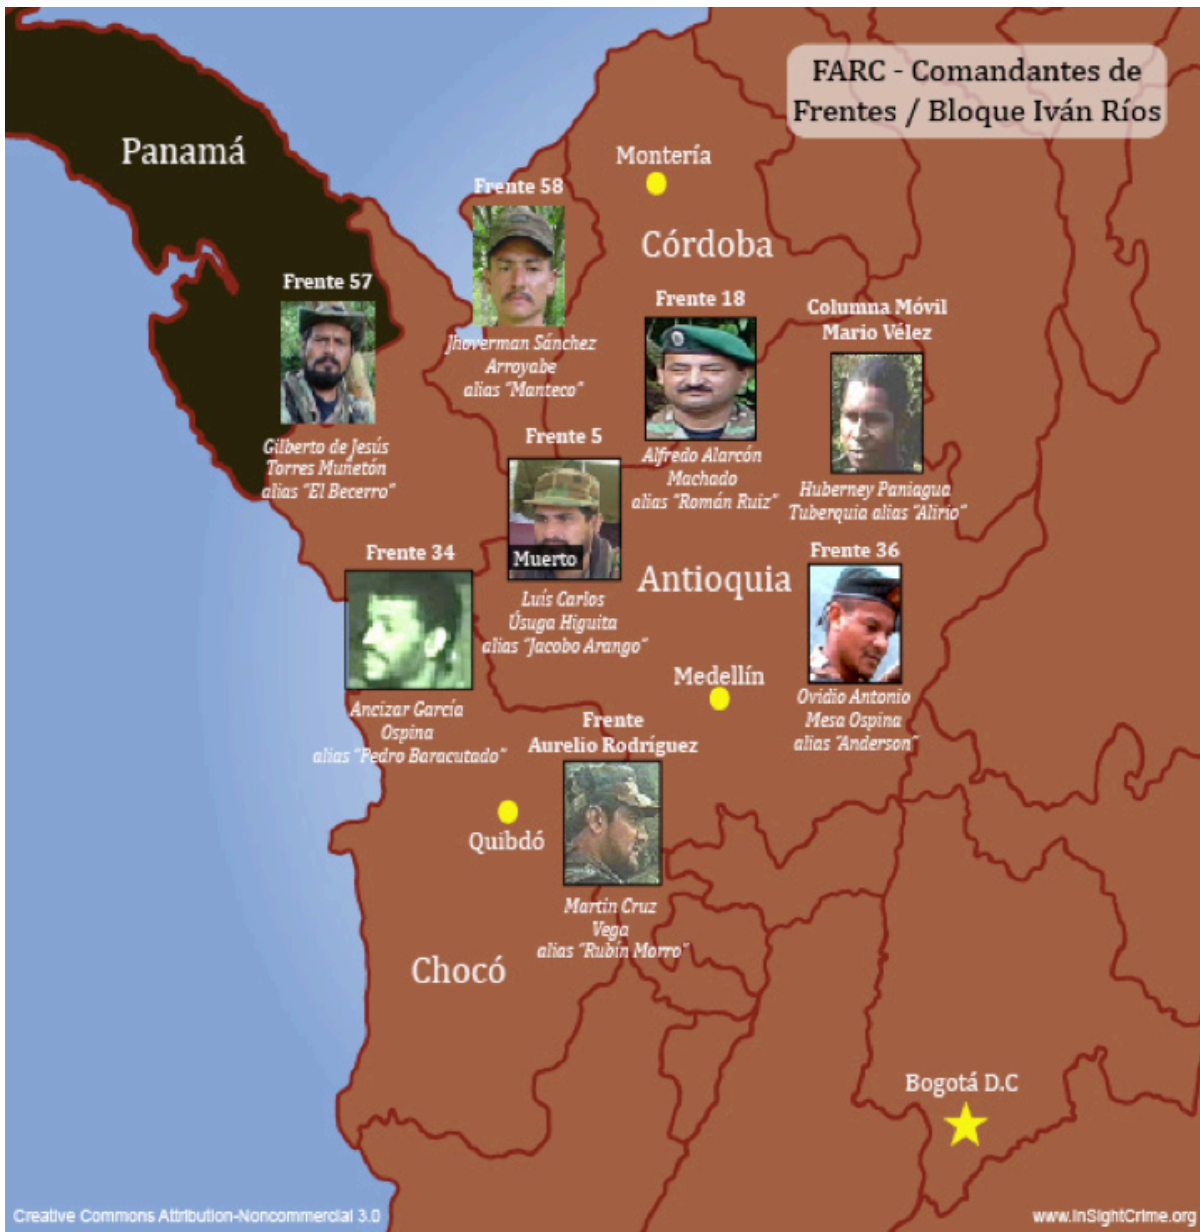 FARC - Comandantes de
Frentes / Bloque Iván Ríos
Panamá
Montería
Frente 58
Córdoba
Jhoverman Sánchez
Arroyabe
alias "Manteco"
Frente 57
Gilberto de Jesús
Torres Muñetón
alias "El Becerro"
Frente 18
Alfredo Alarcón
Machado
alias "Román Ruiz"
Columna Móvil
Mario Vélez
Huberney Paniagua
Tuberquia alias "Alirio"
Frente 5
Muerto
Luís Carlos
Úsuga Higuita
alias "Jacobo Arango"
Antioquia
Frente 36
Ovidio Antonio
Mesa Ospina
alias "Anderson"
Frente 34
Ancizar García
Ospina
alias "Pedro Baracutado"
Medellín
Frente
Aurelio Rodríguez
Martin Cruz
Vega
alias "Rubín Morro"
Quibdó
Chocó
Bogotá D.C
Creative Commons Attribution-Noncommercial 3.0
www.InSightCrime.org